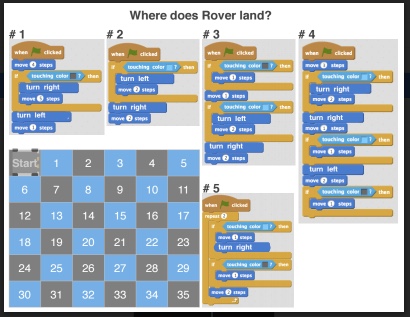 Where does Rover land?
# 1
when clicked
move 4 steps
if touching color ? then
turn right
move 1 steps
turn left
move 1 steps
# 2
when clicked
if touching color ? then
turn left
move 2 steps
turn right
move 2 steps
# 3
when clicked
if touching color ? then
move 1 steps
move 1 steps
if touching color ? then
turn left
move 2 steps
turn right
move 2 steps
# 4
when clicked
move 1 steps
if touching color ? then
turn right
move 2 steps
turn right
if touching color ? then
move 1 steps
turn left
move 2 steps
if touching color ? then
move 1 steps
Start 1 2 3 4 5
6 7 8 9 10 11
12 13 14 15 16 17
18 19 20 21 22 23
24 25 26 27 28 29
30 31 32 33 34 35
# 5
when clicked
repeat 2
if touching color ? then
move 1 steps
turn right
if touching color ? then
move 1 steps
move 2 steps